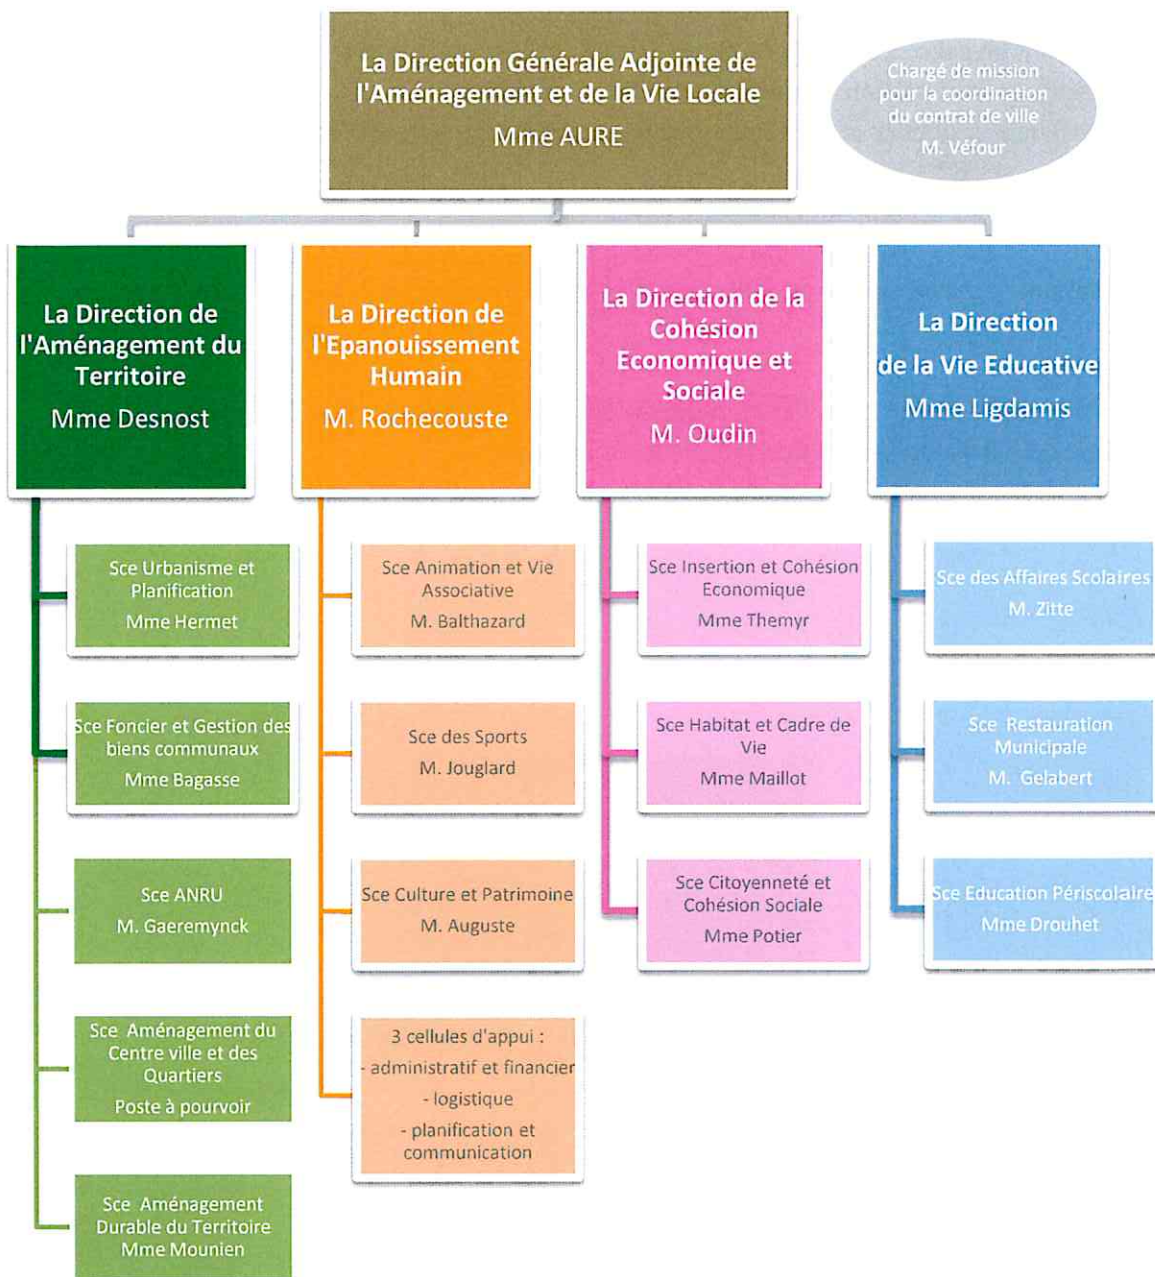 La Direction Générale Adjointe de
l'Aménagement et de la Vie Locale
Mme AURE
Chargé de mission
pour la coordination
du contrat de ville
M. Véfour
La Direction de
l'Aménagement du
Territoire
Mme Desnost
La Direction de
l'Epanouissement
Humain
M. Rochecouste
La Direction de la
Cohésion
Economique et
Sociale
M. Oudin
La Direction
de la Vie Educative
Mme Ligdamis
Sce Urbanisme et
Planification
Mme Hermet
Sce Foncier et Gestion des
biens communaux
Mme Bagasse
Sce ANRU
M. Gaeremynck
Sce Aménagement du
Centre ville et des
Quartiers
Poste à pourvoir
Sce Aménagement
Durable du Territoire
Mme Mounien
Sce Animation et Vie
Associative
M. Balthazard
Sce des Sports
M. Jouglard
Sce Culture et Patrimoine
M. Auguste
3 cellules d'appui :
- administratif et financier
- logistique
- planification et
communication
Sce Insertion et Cohésion
Economique
Mme Themyr
Sce Habitat et Cadre de
Vie
Mme Maillot
Sce Citoyenneté et
Cohésion Sociale
Mme Potier
Sce des Affaires Scolaires
M. Zitte
Sce Restauration
Municipale
M. Gelabert
Sce Education Périscolaire
Mme Drouhet